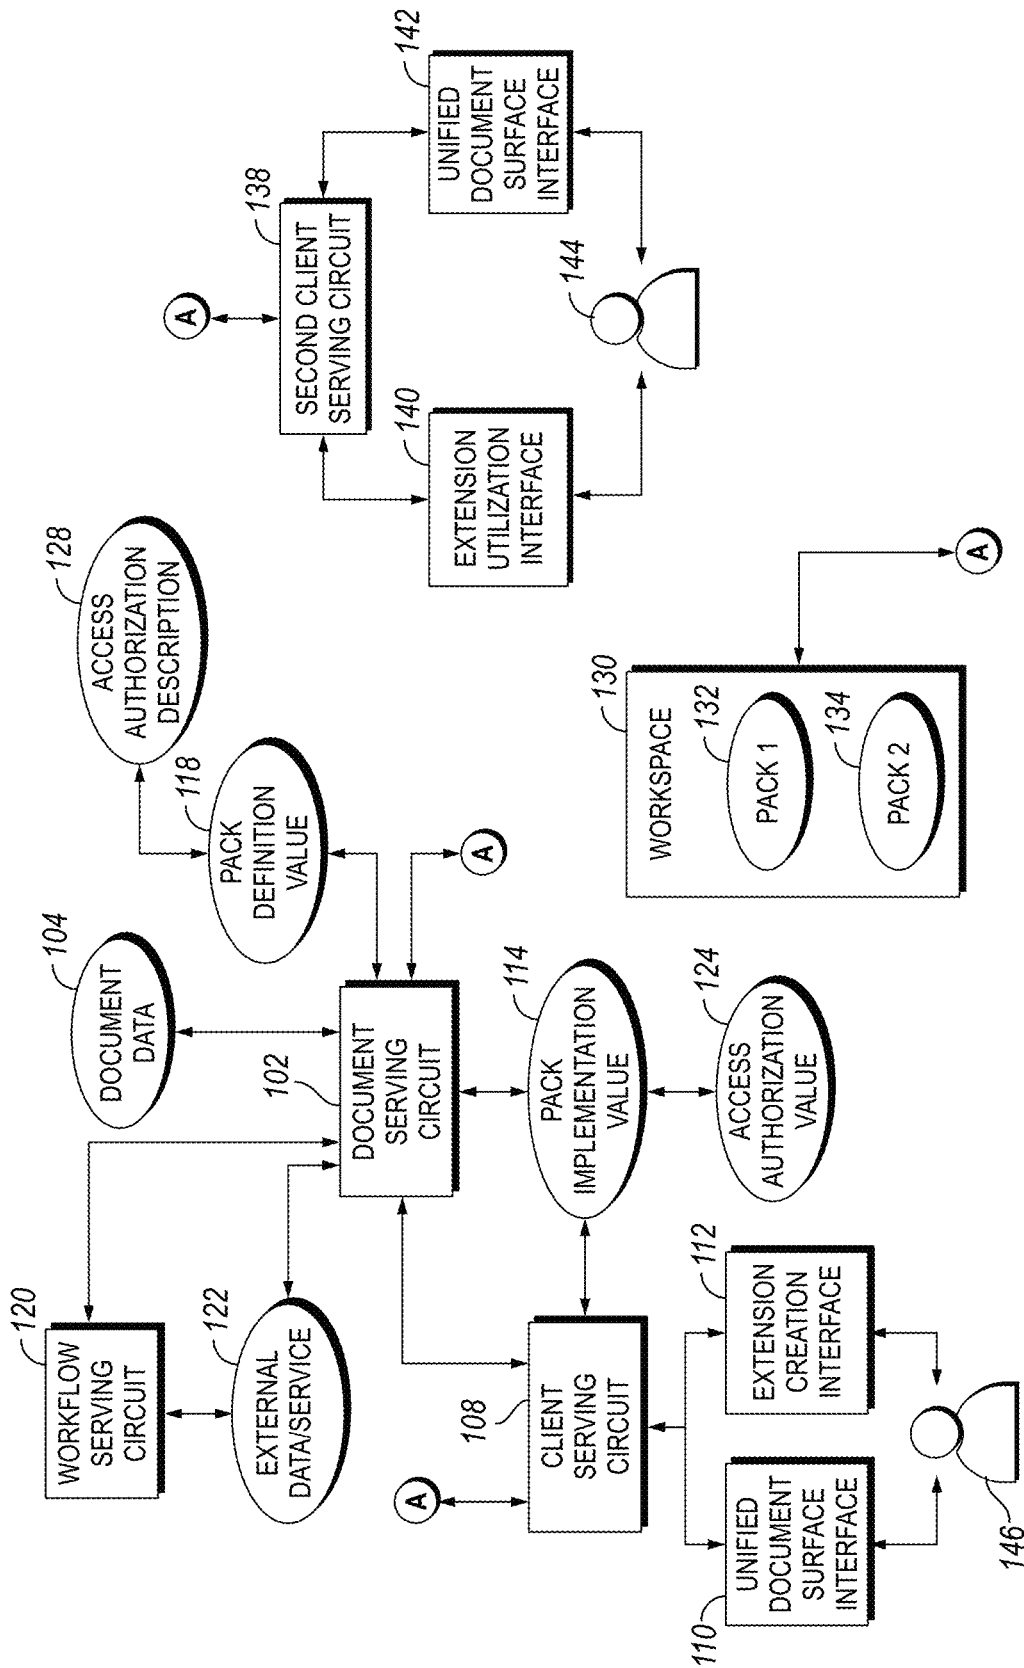 120
WORKFLOW
SERVING
CIRCUIT
104
DOCUMENT
DATA
128
ACCESS
AUTHORIZATION
DESCRIPTION
122
EXTERNAL
DATA/SERVICE
118
PACK
DEFINITION
VALUE
A
138
SECOND CLIENT
SERVING CIRCUIT
102
DOCUMENT
SERVING
CIRCUIT
A
A
108
CLIENT
SERVING
CIRCUIT
114
PACK
IMPLEMENTATION
VALUE
140
EXTENSION
UTILIZATION
INTERFACE
142
UNIFIED
DOCUMENT
SURFACE
INTERFACE
144
110
UNIFIED
DOCUMENT
SURFACE
INTERFACE
112
EXTENSION
CREATION
INTERFACE
124
ACCESS
AUTHORIZATION
VALUE
130
WORKSPACE
132
PACK 1
134
PACK 2
A
146